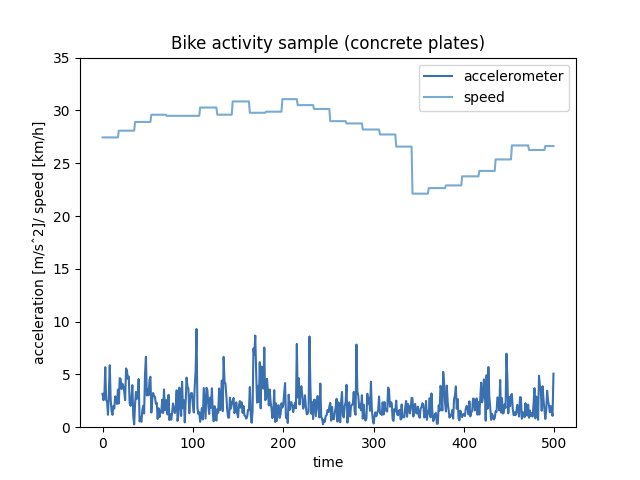 Bike activity sample (concrete plates)
accelerometer
speed
acceleration [m/sˆ2]/ speed [km/h]
35
30
25
20
15
10
5
0
0 100 200 300 400 500
time